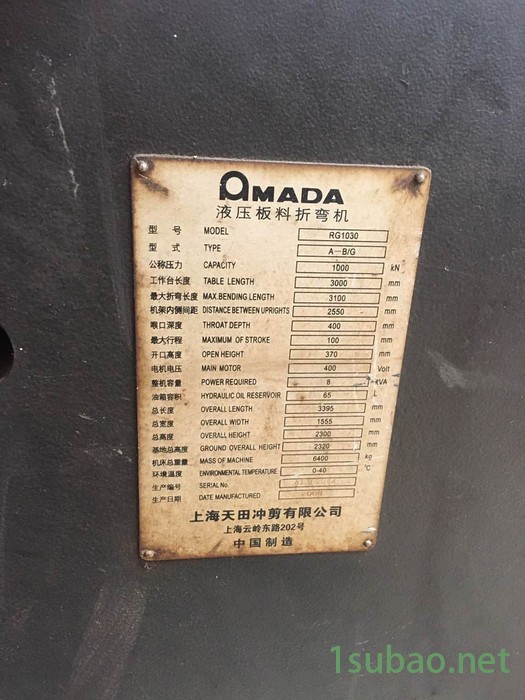 AMADA
液压板料折弯机
型 号 MODEL RG1030
型 式 TYPE A-B/G
公称压力 CAPACITY 1000 kN
工作台长度 TABLE LENGTH 3000 mm
最大折弯长度 MAX.BENDING LENGTH 3100 mm
机架内侧间距 DISTANCE BETWEEN UPRIGHTS 2550 mm
喉口深度 THROAT DEPTH 400 mm
最大行程 MAXIMUM OF STROKE 100 mm
开口高度 OPEN HEIGHT 370 mm
电机电压 MAIN MOTOR 400 Volt
整机容量 POWER REQUIRED 8 kVA
油箱容积 HYDRAULIC OIL RESERVOIR 65 L
总长度 OVERALL LENGTH 3395 mm
总宽度 OVERALL WIDTH 1555 mm
总高度 OVERALL HEIGHT 2300 mm
基地总高度 GROUND OVERALL HEIGHT 2320 mm
机床总重量 MASS OF MACHINE 6400 kg
环境温度 ENVIRONMENTAL TEMPERATURE 0-40 °C
生产编号 SERIAL No.
生产日期 DATE MANUFACTURED
上海天田冲剪有限公司
上海云岭东路202号
中国制造
1subao.net